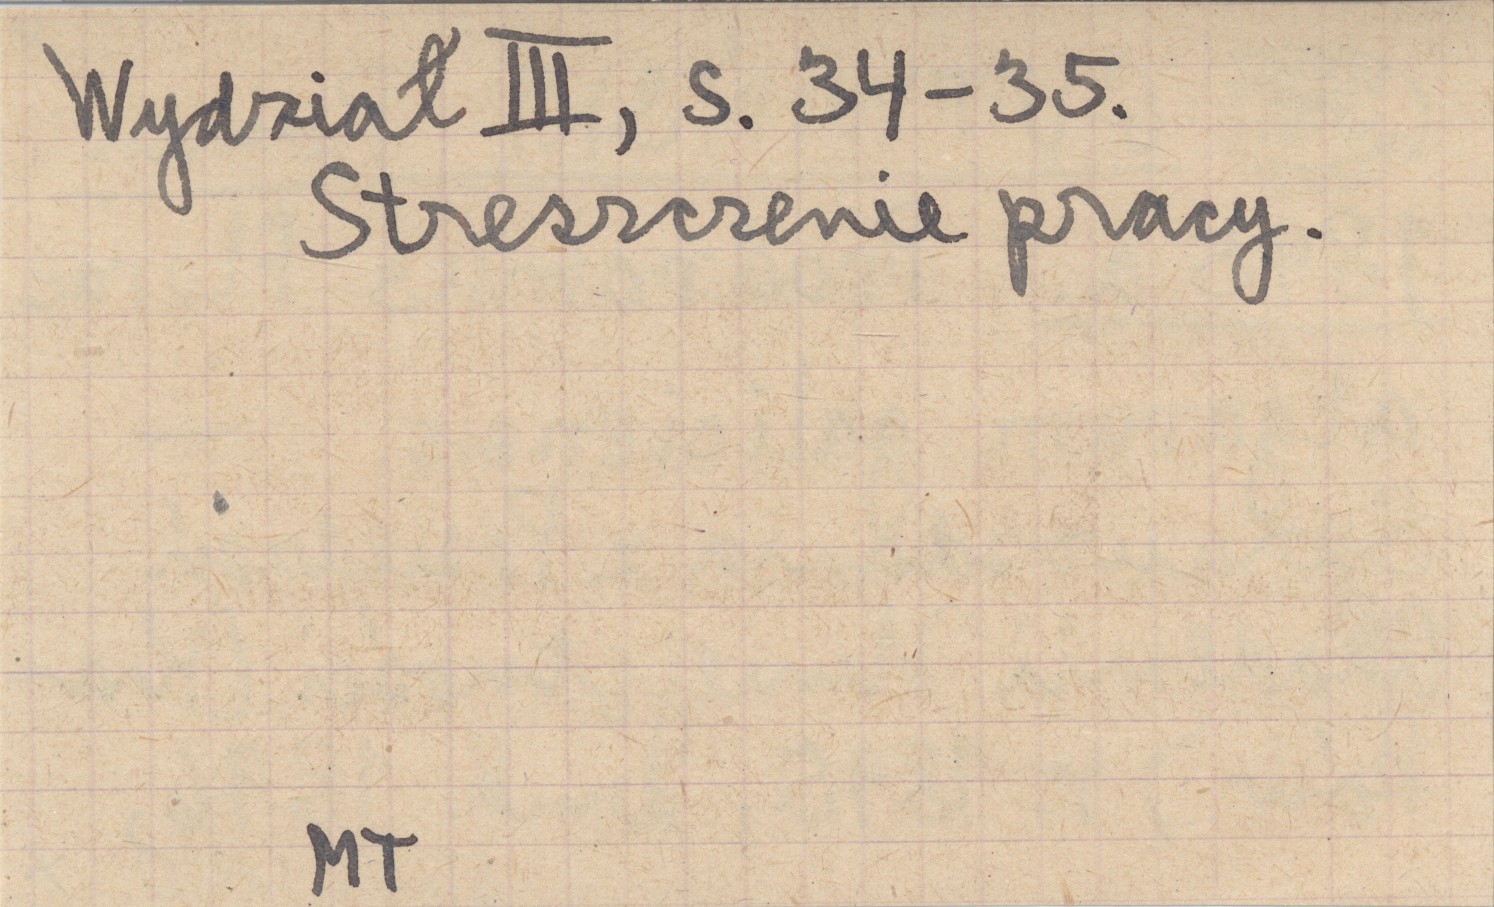 Wydział III, s. 34-35.
Streszczenie pracy.
MT